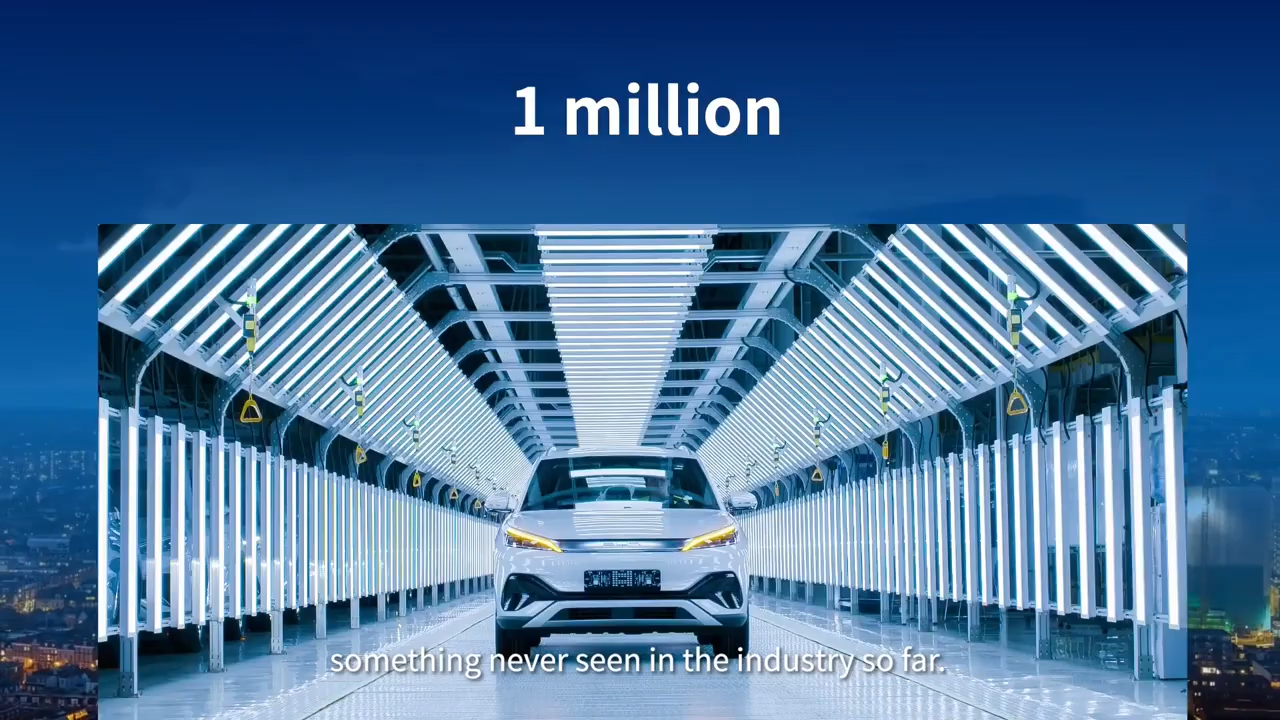 1 million
something never seen in the industry so far.